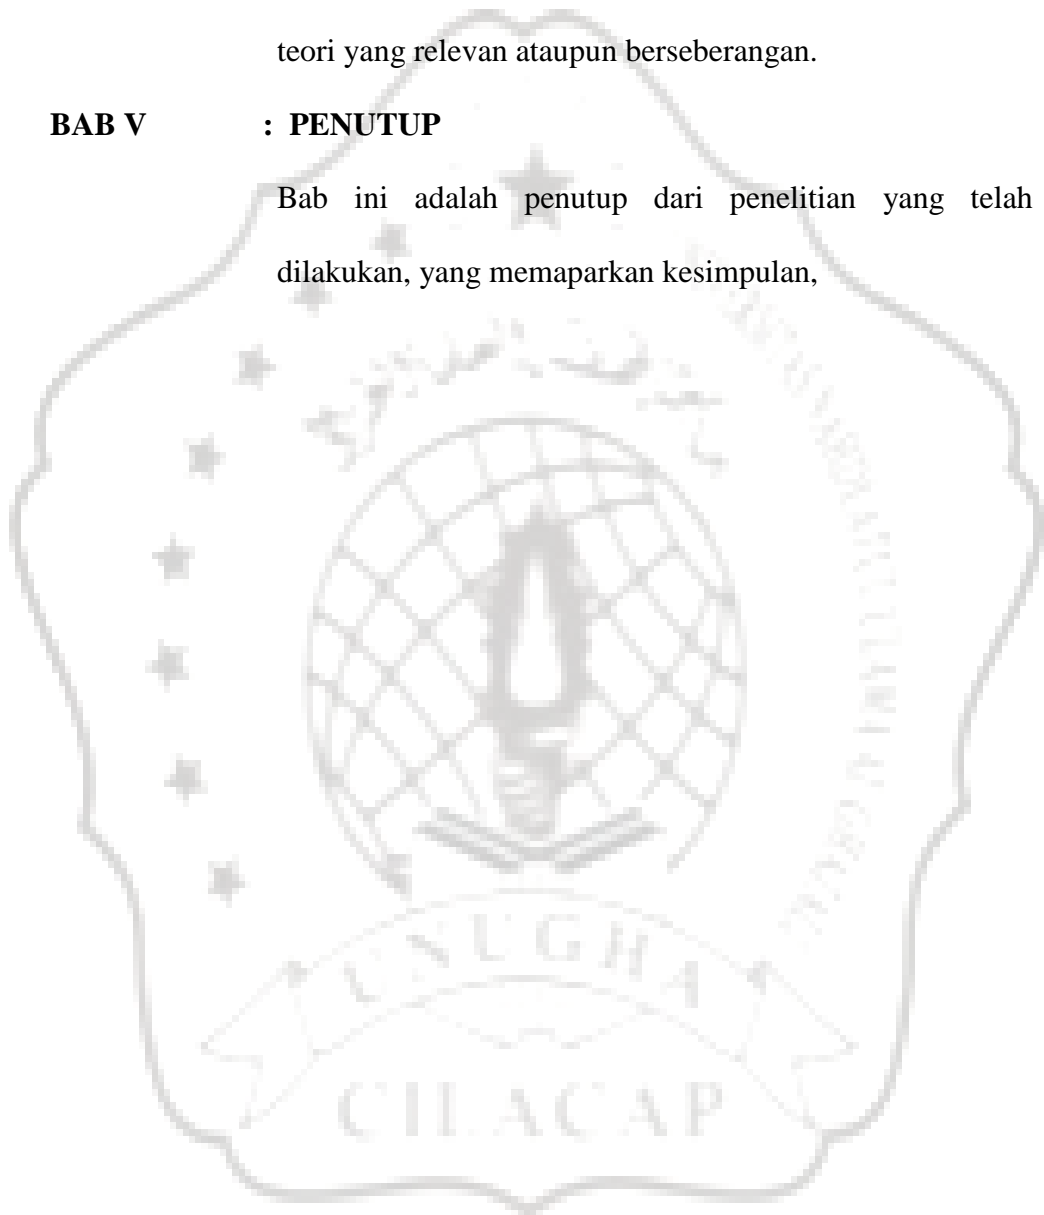 teori yang relevan ataupun berseberangan.
BAB V : PENUTUP
Bab ini adalah penutup dari penelitian yang telah
dilakukan, yang memaparkan kesimpulan,
UNUGHA
CILACAP